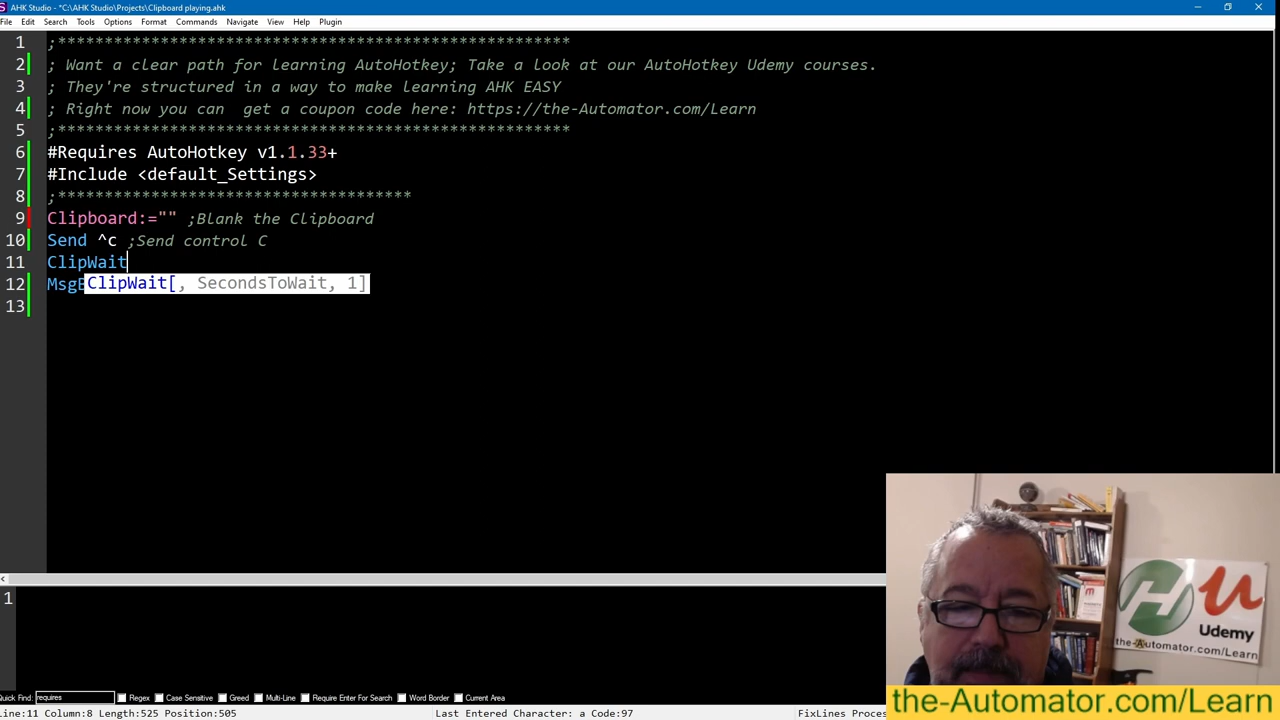 AHK Studio - *C:\AHK Studio\Projects\Clipboard playing.ahk
File Edit Search Tools Options Format Commands Navigate View Help Plugin
1 ;********************************************************
2 ; Want a clear path for learning AutoHotkey; Take a look at our AutoHotkey Udemy courses.
3 ; They're structured in a way to make learning AHK EASY
4 ; Right now you can  get a coupon code here: https://the-Automator.com/Learn
5 ;********************************************************
6 #Requires AutoHotkey v1.1.33+
7 #Include <default_Settings>
8 ;***************************************
9 Clipboard:="" ;Blank the Clipboard
10 Send ^c ;Send control C
11 ClipWait
12 MsgB ClipWait[, SecondsToWait, 1]
13
1
Udemy
the-Automator.com/Learn
Quick Find: requires Regex Case Sensitive Greed Multi-Line Require Enter For Search Word Border Current Area
the-Automator.com/Learn
Line:11 Column:8 Length:525 Position:505 Last Entered Character: a Code:97 FixLines Proces